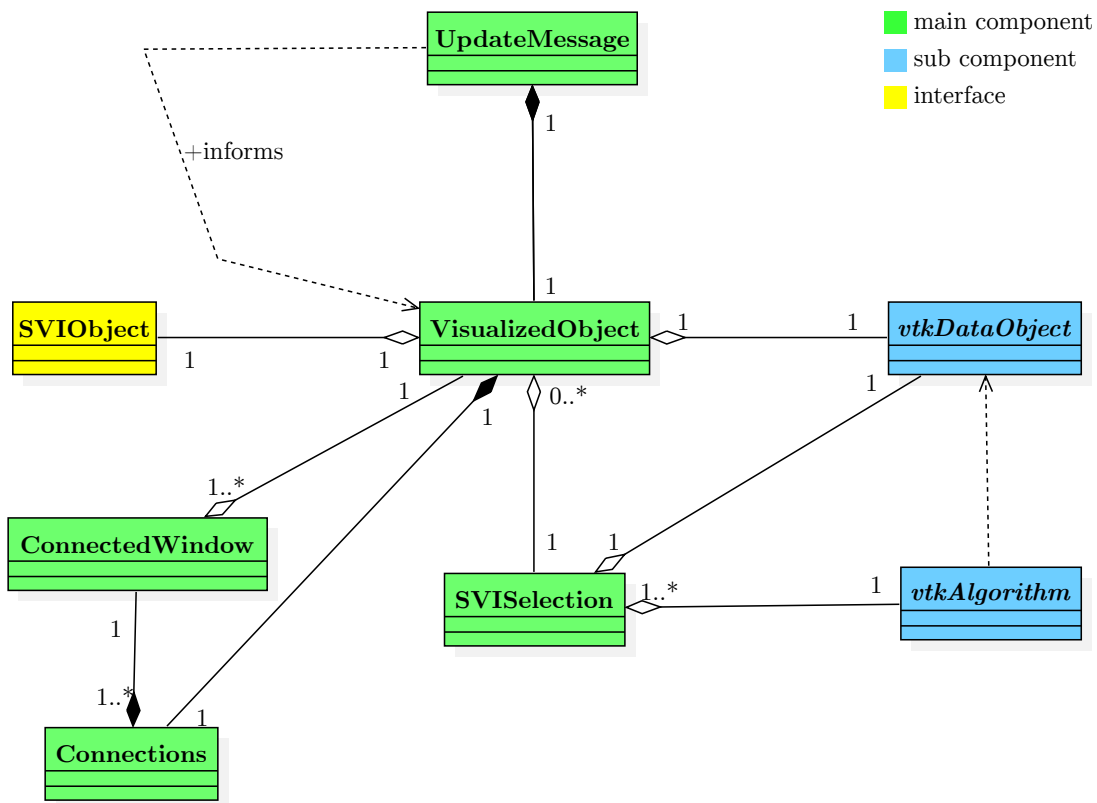 UpdateMessage
main component
sub component
interface
1
+informs
1
SVIObject
VisualizedObject
vtkDataObject
1
1
1
1
1
1
0..*
1
1..*
1
1
ConnectedWindow
SVISelection
1..*
1
vtkAlgorithm
1
1..*
1
Connections